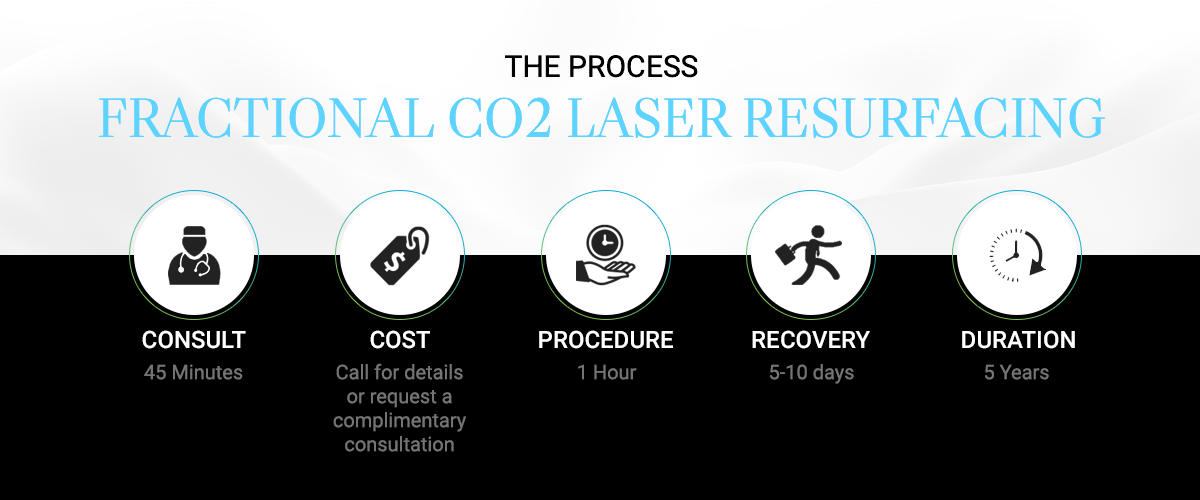 THE PROCESS
FRACTIONAL CO2 LASER RESURFACING
CONSULT
45 Minutes
COST
Call for details
or request a
complimentary
consultation
PROCEDURE
1 Hour
RECOVERY
5-10 days
DURATION
5 Years